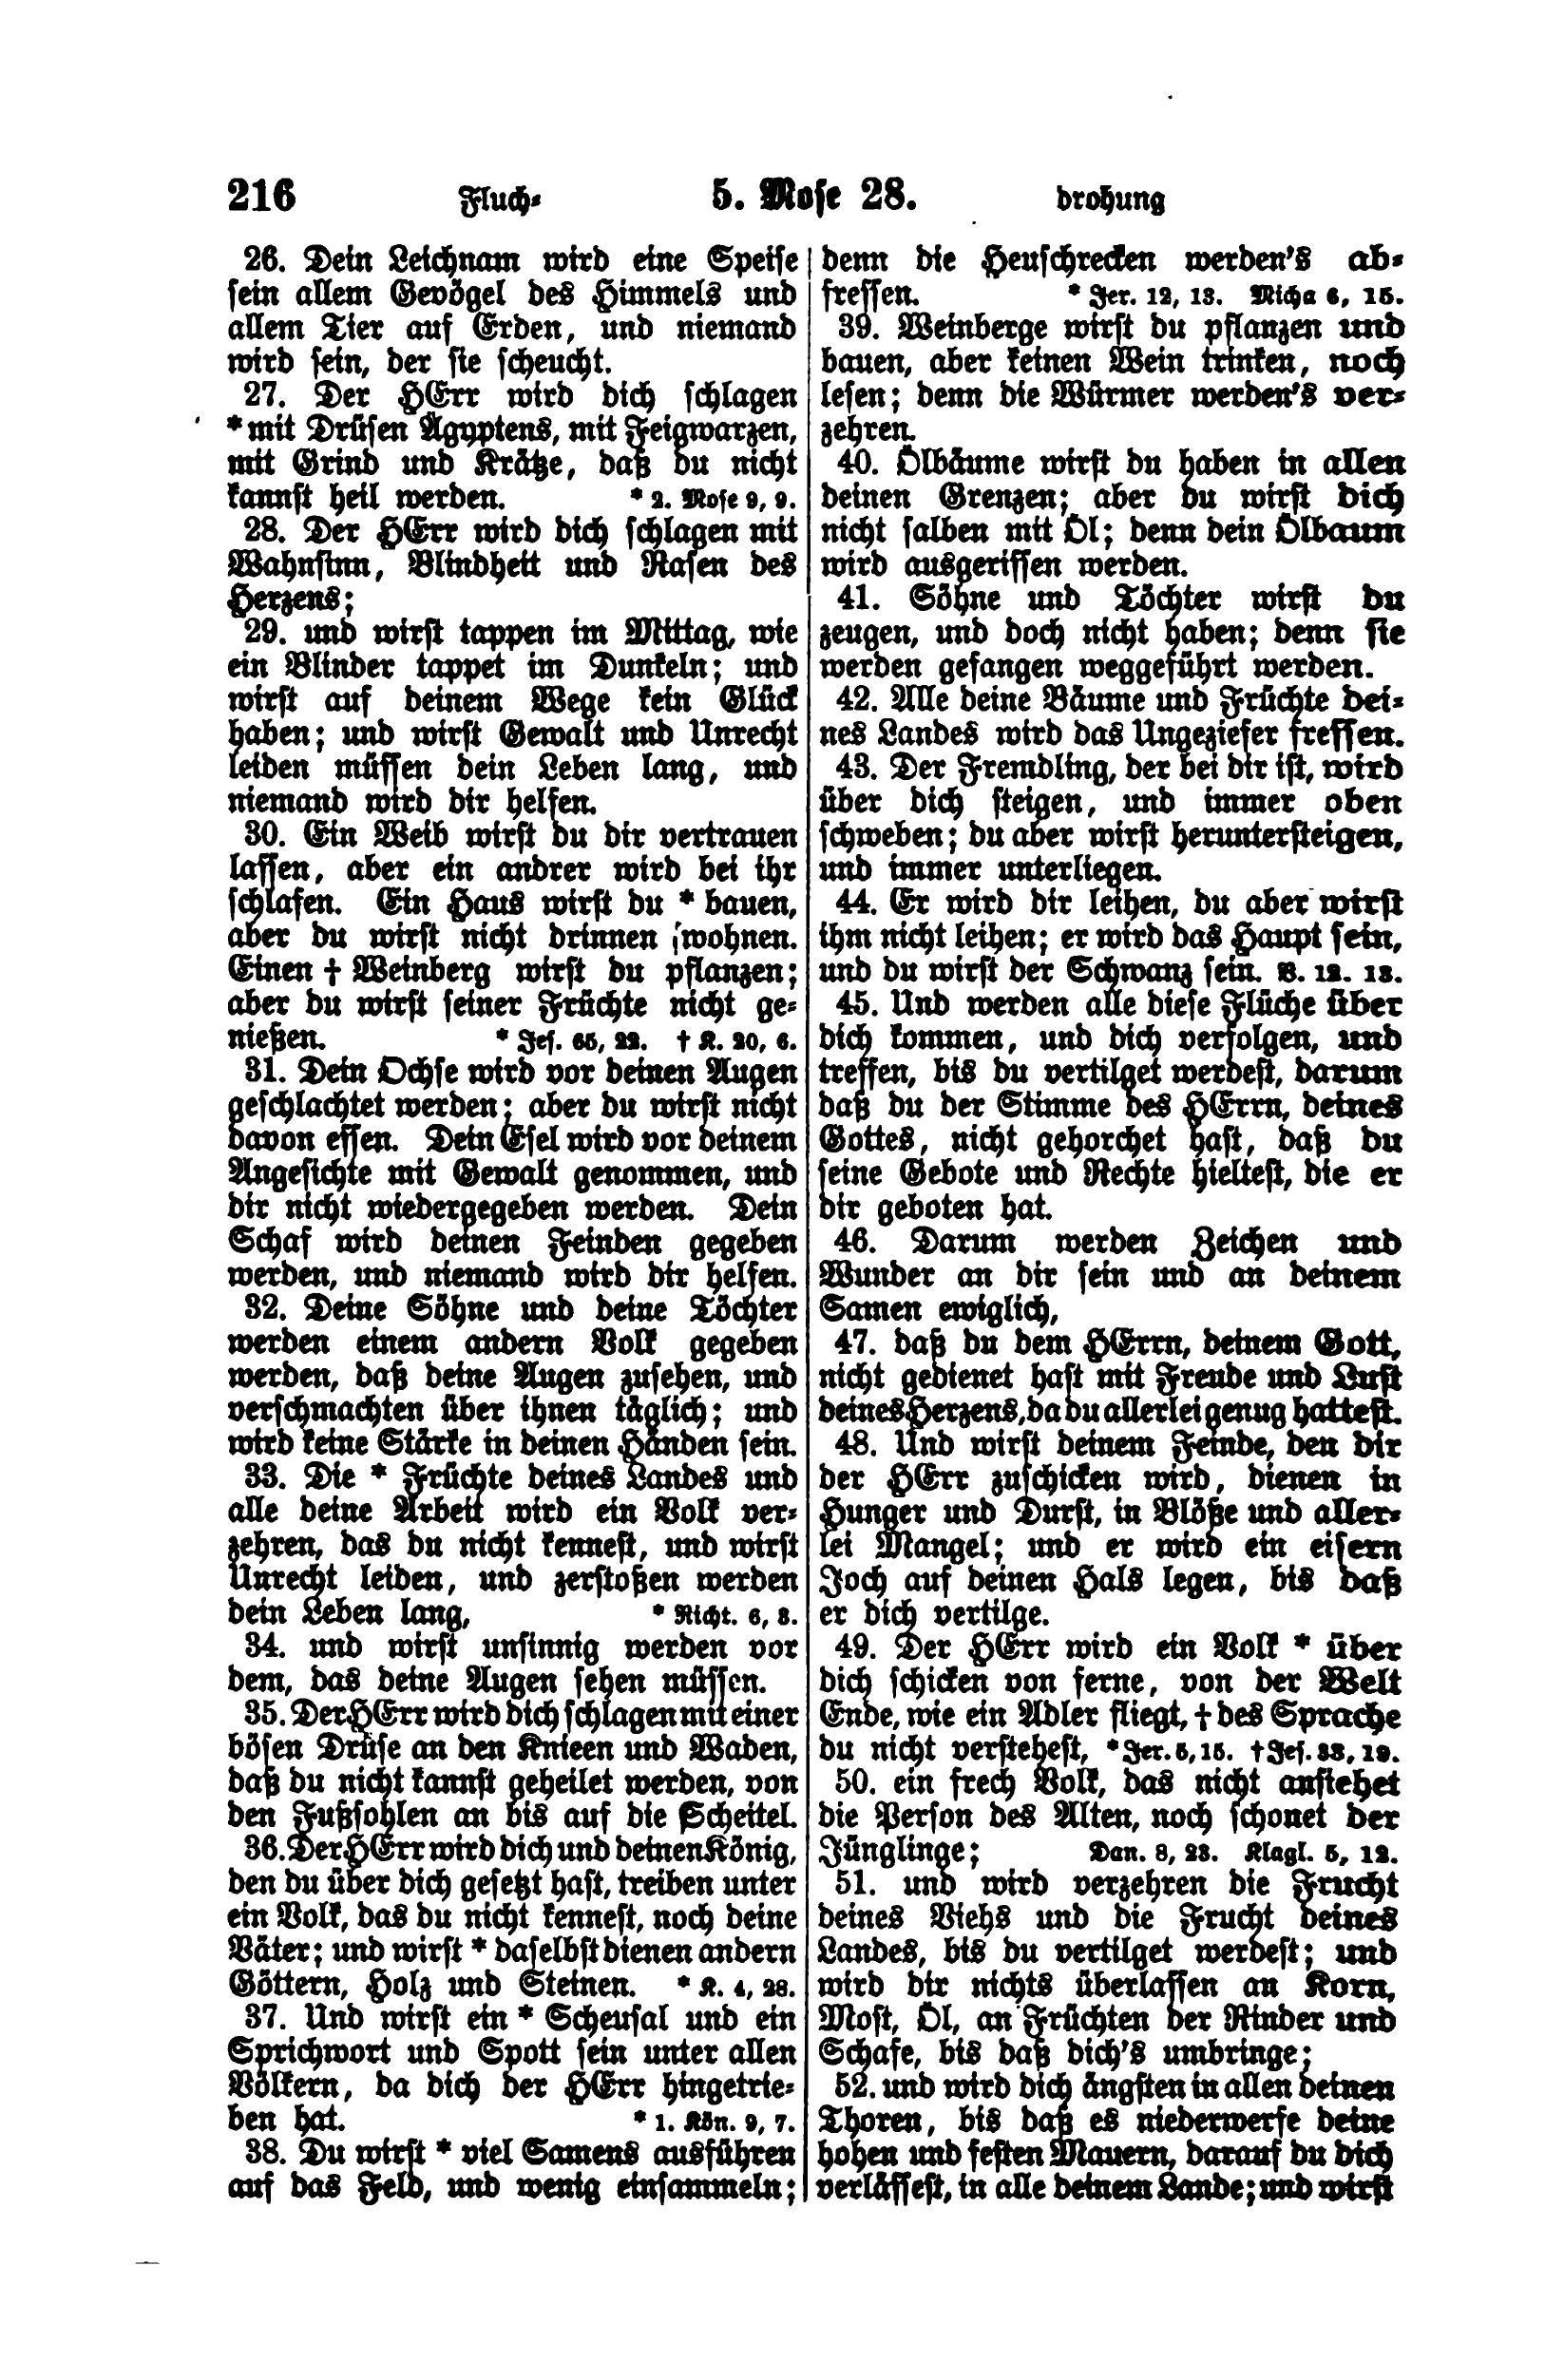 216 Fluch- 5. Mose 28. drohung
26. Dein Leichnam wird eine Speise
sein allem Gevögel des Himmels und
allem Tier auf Erden, und niemand
wird sein, der sie scheucht.
27. Der HErr wird dich schlagen
*mit Drüsen Ägyptens, mit Feigwarzen,
mit Grind und Krätze, daß du nicht
kannst heil werden. * 2. Mose 9, 9.
28. Der HErr wird dich schlagen mit
Wahnsinn, Blindheit und Rasen des
Herzens;
29. und wirst tappen im Mittag, wie
ein Blinder tappet im Dunkeln; und
wirst auf deinem Wege kein Glück
haben; und wirst Gewalt und Unrecht
leiden müssen dein Leben lang, und
niemand wird dir helfen.
30. Ein Weib wirst du dir vertrauen
lassen, aber ein andrer wird bei ihr
schlafen. Ein Haus wirst du * bauen,
aber du wirst nicht drinnen wohnen.
Einen † Weinberg wirst du pflanzen;
aber du wirst seiner Früchte nicht ge-
nießen. * Jes. 65, 22. † K. 20, 6.
31. Dein Ochse wird vor deinen Augen
geschlachtet werden; aber du wirst nicht
davon essen. Dein Esel wird vor deinem
Angesichte mit Gewalt genommen, und
dir nicht wiedergegeben werden. Dein
Schaf wird deinen Feinden gegeben
werden, und niemand wird dir helfen.
32. Deine Söhne und deine Töchter
werden einem andern Volk gegeben
werden, daß deine Augen zusehen, und
verschmachten über ihnen täglich; und
wird keine Stärke in deinen Händen sein.
33. Die * Früchte deines Landes und
alle deine Arbeit wird ein Volk ver-
zehren, das du nicht kennest, und wirst
Unrecht leiden, und zerstoßen werden
dein Leben lang, * Richt. 6, 3.
34. und wirst unsinnig werden vor
dem, das deine Augen sehen müssen.
35. Der HErr wird dich schlagen mit einer
bösen Drüse an den Knieen und Waden,
daß du nicht kannst geheilet werden, von
den Fußsohlen an bis auf die Scheitel.
36. Der HErr wird dich und deinen König,
den du über dich gesetzt hast, treiben unter
ein Volk, das du nicht kennest, noch deine
Väter; und wirst * daselbst dienen andern
Göttern, Holz und Steinen. * K. 4, 28.
37. Und wirst ein * Scheusal und ein
Sprichwort und Spott sein unter allen
Völkern, da dich der HErr hingetrie-
ben hat. * 1. Kön. 9, 7.
38. Du wirst * viel Samens ausführen
auf das Feld, und wenig einsammeln;
denn die Heuschrecken werden's ab-
fressen. * Jer. 12, 13. Micha 6, 15.
39. Weinberge wirst du pflanzen und
bauen, aber keinen Wein trinken, noch
lesen; denn die Würmer werden's ver-
zehren.
40. Ölbäume wirst du haben in allen
deinen Grenzen; aber du wirst dich
nicht salben mit Öl; denn dein Ölbaum
wird ausgerissen werden.
41. Söhne und Töchter wirst du
zeugen, und doch nicht haben; denn sie
werden gefangen weggeführt werden.
42. Alle deine Bäume und Früchte dei-
nes Landes wird das Ungeziefer fressen.
43. Der Fremdling, der bei dir ist, wird
über dich steigen, und immer oben
schweben; du aber wirst heruntersteigen,
und immer unterliegen.
44. Er wird dir leihen, du aber wirst
ihm nicht leihen; er wird das Haupt sein,
und du wirst der Schwanz sein. V. 12. 13.
45. Und werden alle diese Flüche über
dich kommen, und dich verfolgen, und
treffen, bis du vertilget werdest, darum
daß du der Stimme des HErrn, deines
Gottes, nicht gehorchet hast, daß du
seine Gebote und Rechte hieltest, die er
dir geboten hat.
46. Darum werden Zeichen und
Wunder an dir sein und an deinem
Samen ewiglich,
47. daß du dem HErrn, deinem Gott,
nicht gedienet hast mit Freude und Lust
deines Herzens, da du allerlei genug hattest.
48. Und wirst deinem Feinde, den dir
der HErr zuschicken wird, dienen in
Hunger und Durst, in Blöße und aller-
lei Mangel; und er wird ein eisern
Joch auf deinen Hals legen, bis daß
er dich vertilge.
49. Der HErr wird ein Volk * über
dich schicken von ferne, von der Welt
Ende, wie ein Adler fliegt, † des Sprache
du nicht verstehest, * Jer. 5, 15. † Jes. 33, 19.
50. ein frech Volk, das nicht ansiehet
die Person des Alten, noch schonet der
Jünglinge; Dan. 8, 23. Klagl. 5, 12.
51. und wird verzehren die Frucht
deines Viehs und die Frucht deines
Landes, bis du vertilget werdest; und
wird dir nichts überlassen an Korn,
Most, Öl, an Früchten der Rinder und
Schafe, bis daß dich's umbringe;
52. und wird dich ängsten in allen deinen
Thoren, bis daß es niederwerfe deine
hohen und festen Mauern, darauf du dich
verlässest, in alle deinem Lande; und wirst